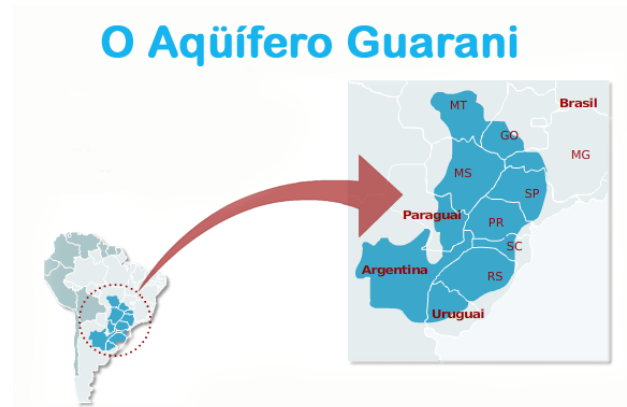 O Aqüífero Guarani
MT
Brasil
GO
MG
MS
SP
Paraguai
PR
SC
Argentina
RS
Uruguai